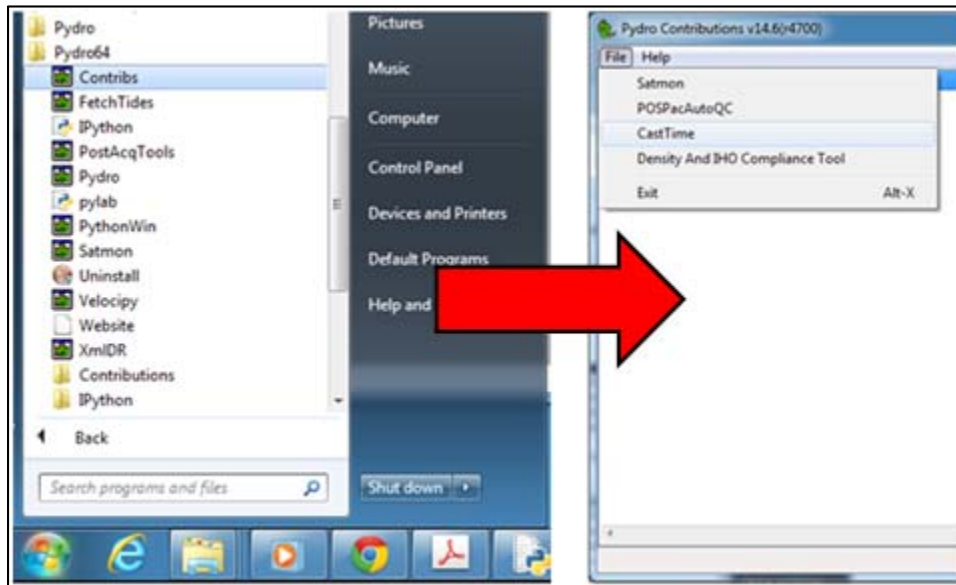 Pydro
Pydro64
Contribs
FetchTides
IPython
PostAcqTools
Pydro
pylab
PythonWin
Satmon
Uninstall
Velocipy
Website
XmlDR
Contributions
IPython
Back
Search programs and files
Pictures
Music
Computer
Control Panel
Devices and Printers
Default Programs
Help and
Shut down
Pydro Contributions v14.6(r4700)
File Help
Satmon
POSPacAutoQC
CastTime
Density And IHO Compliance Tool
Exit Alt-X